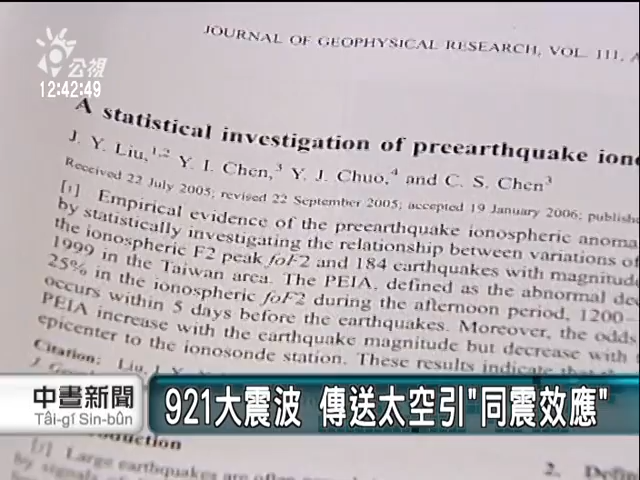 JOURNAL OF GEOPHYSICAL RESEARCH, VOL. 111, A
公視
12:42:49
A statistical investigation of preearthquake iono
J. Y. Liu,1,2 Y. I. Chen,3 Y. J. Chuo,4 and C. S. Chen3
Received 22 July 2005; revised 22 September 2005; accepted 19 January 2006; publishe
[1] Empirical evidence of the preearthquake ionospheric anoma
by statistically investigating the relationship between variations of
the ionospheric F2 peak foF2 and 184 earthquakes with magnitude
1999 in the Taiwan area. The PEIA, defined as the abnormal de
25% in the ionospheric foF2 during the afternoon period, 1200–
occurs within 5 days before the earthquakes. Moreover, the odds
PEIA increase with the earthquake magnitude but decrease with
epicenter to the ionosonde station. These results indicate
Citation: Liu, J. Y.
中晝新聞
Tâi-gí Sin-bûn
921大震波 傳送太空引"同震效應"
Large earthquakes are often
2.